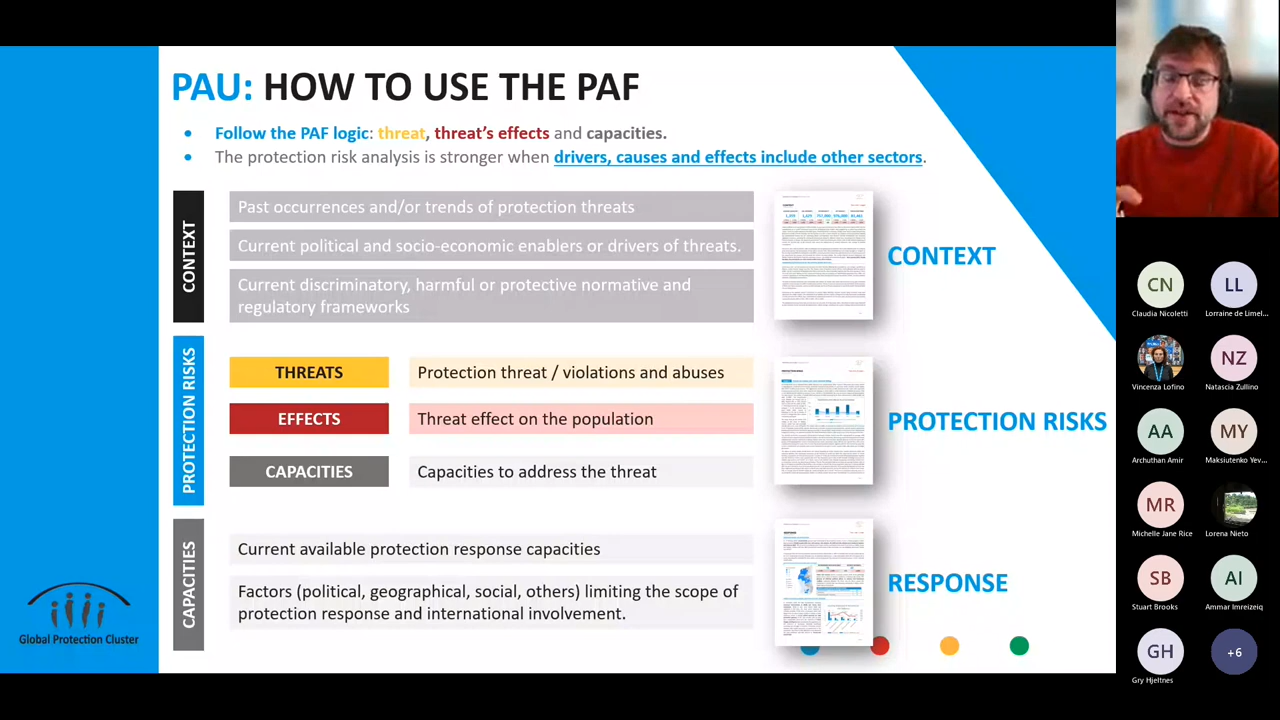 PAU: HOW TO USE THE PAF
Follow the PAF logic: threat, threat's effects and capacities.
The protection risk analysis is stronger when drivers, causes and effects include other sectors.
CONTEXT
Past occurrences and/or trends of protection threats
Current political and socio-economic enablers or drivers of threats.
Current discriminatory, harmful or protective normative and
regulatory frameworks
CONTEXT
PROTECTION RISKS
THREATS
Protection threat / violations and abuses
EFFECTS
Threat effect on the population
CAPACITIES
Capacities to address the threat
PROTECTION RISKS
CAPACITIES
Current available protection response capacities
Factors (political, geographical, social, others) limiting the scope of
protection response and national involvement.
RESPONSE
Global Protection Cluster
CN
Claudia Nicoletti
LL
Lorraine de Limel...
Vincenza Lofino
NZ
Natascia Zullino
AA
Archuthan Amir
MY
Maksiutenko Yev...
MR
Michelle Jane Rice
Lorena Nieto
SB
Stuart Brooks
AI
Ammar Imreizeiq
GH
Gry Hjeltnes
+6